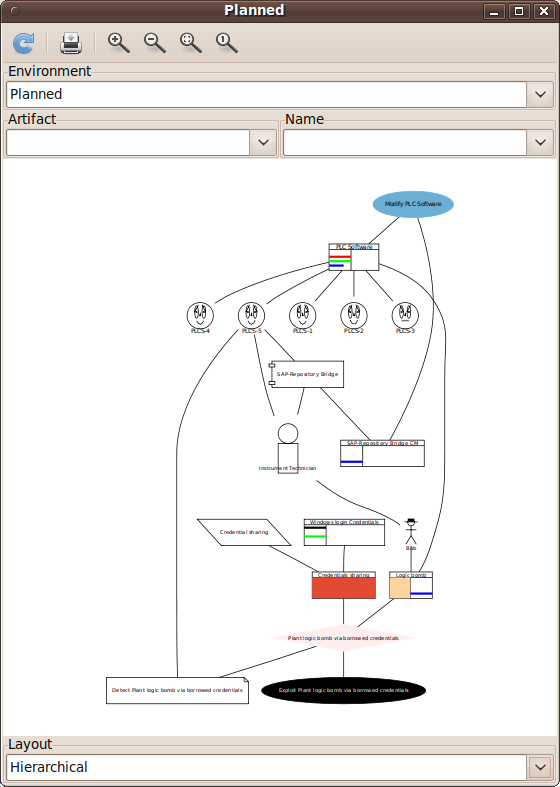 Planned
Environment
Planned
Artifact
Name
Modify PLC Software
PLC Software
PLCS-4
PLCS-5
PLCS-1
PLCS-2
PLCS-3
SAP-Repository Bridge
SAP-Repository Bridge CM
Instrument Technician
Credential sharing
Windows login Credentials
Bob
Credentials sharing
Logic bomb
Plant logic bomb via borrowed credentials
Detect Plant logic bomb via borrowed credentials
Exploit Plant logic bomb via borrowed credentials
Layout
Hierarchical